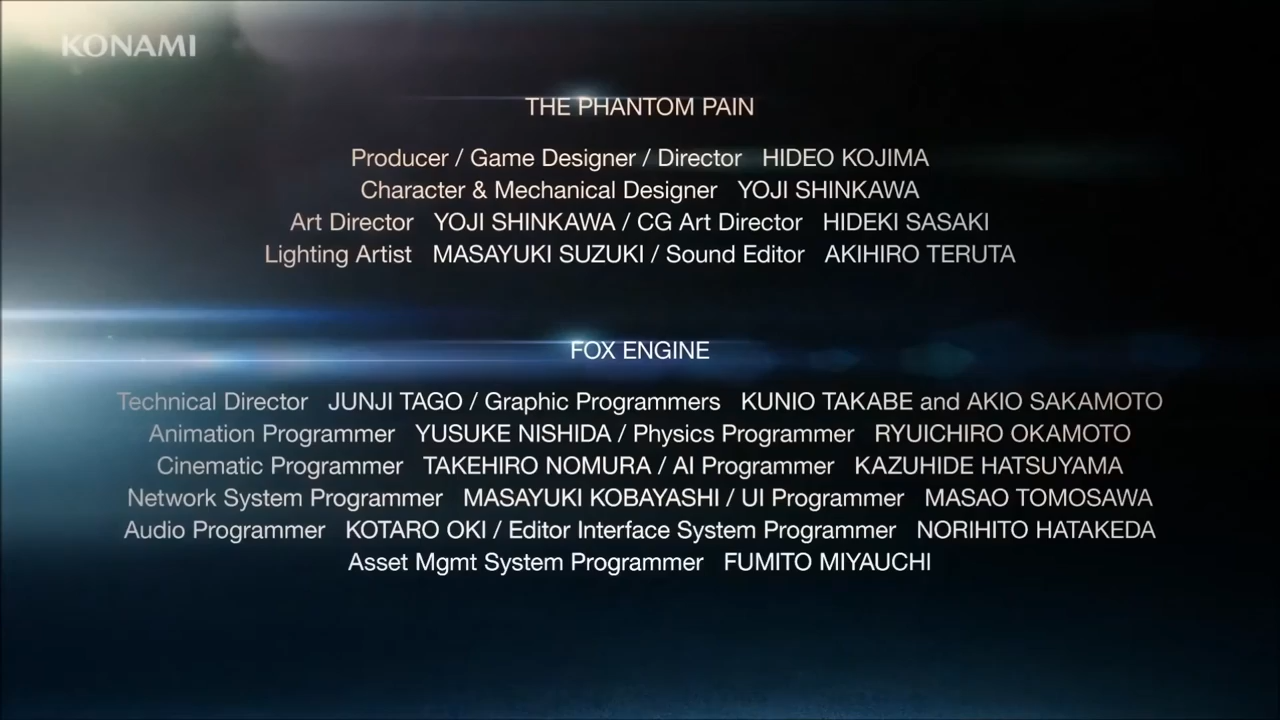 KONAMI
THE PHANTOM PAIN
Producer / Game Designer / Director HIDEO KOJIMA
Character & Mechanical Designer YOJI SHINKAWA
Art Director YOJI SHINKAWA / CG Art Director HIDEKI SASAKI
Lighting Artist MASAYUKI SUZUKI / Sound Editor AKIHIRO TERUTA
FOX ENGINE
Technical Director JUNJI TAGO / Graphic Programmers KUNIO TAKABE and AKIO SAKAMOTO
Animation Programmer YUSUKE NISHIDA / Physics Programmer RYUICHIRO OKAMOTO
Cinematic Programmer TAKEHIRO NOMURA / AI Programmer KAZUHIDE HATSUYAMA
Network System Programmer MASAYUKI KOBAYASHI / UI Programmer MASAO TOMOSAWA
Audio Programmer KOTARO OKI / Editor Interface System Programmer NORIHITO HATAKEDA
Asset Mgmt System Programmer FUMITO MIYAUCHI